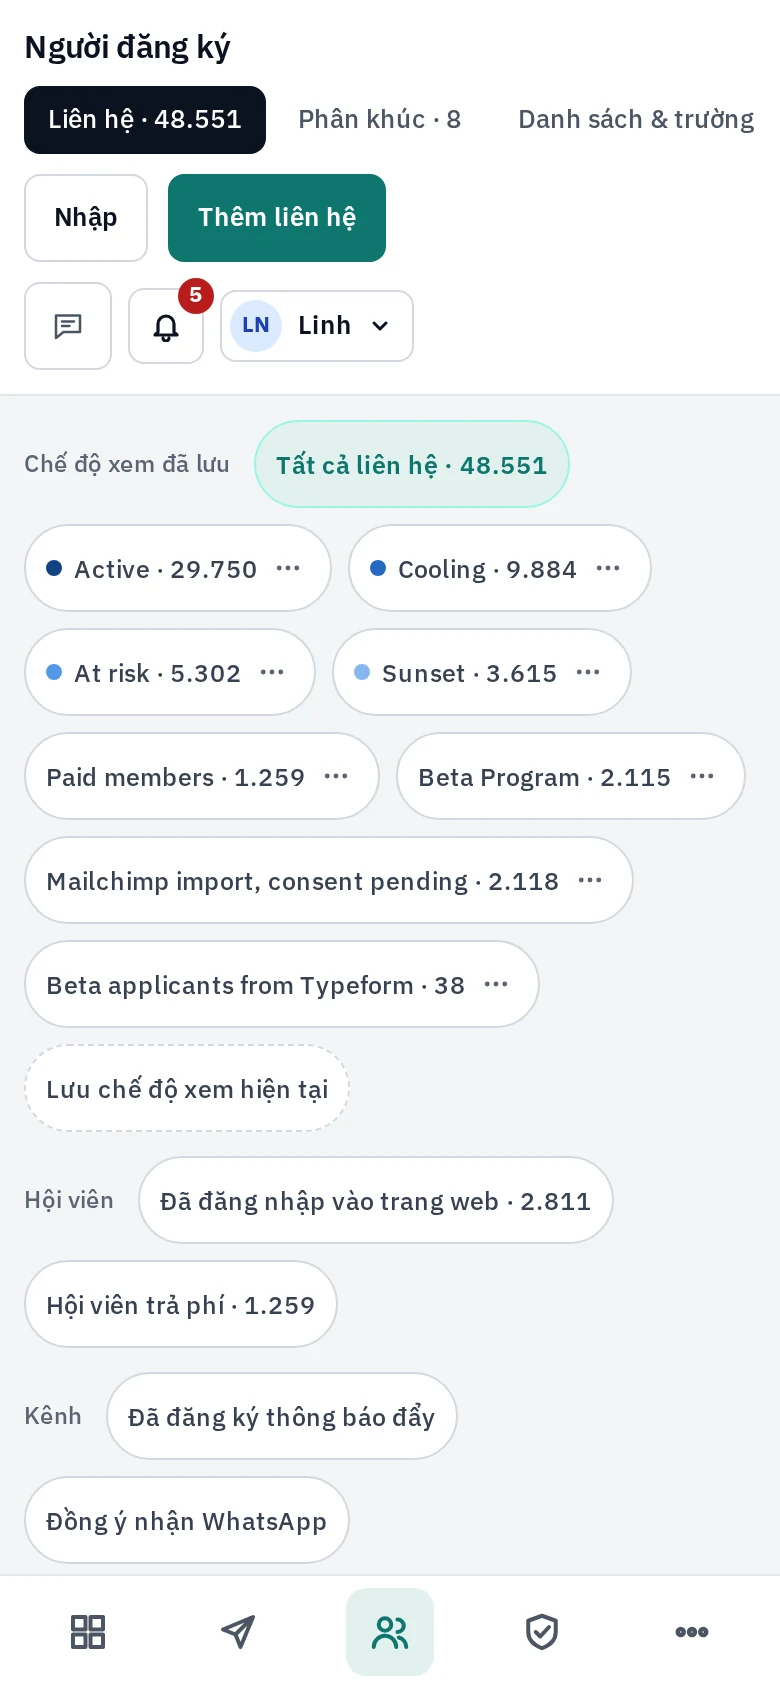 Người đăng ký
Liên hệ · 48.551 Phân khúc · 8 Danh sách & trường
Nhập Thêm liên hệ
5
LN Linh
Chế độ xem đã lưu Tất cả liên hệ · 48.551
Active · 29.750 ··· Cooling · 9.884 ···
At risk · 5.302 ··· Sunset · 3.615 ···
Paid members · 1.259 ··· Beta Program · 2.115 ···
Mailchimp import, consent pending · 2.118 ···
Beta applicants from Typeform · 38 ···
Lưu chế độ xem hiện tại
Hội viên Đã đăng nhập vào trang web · 2.811
Hội viên trả phí · 1.259
Kênh Đã đăng ký thông báo đẩy
Đồng ý nhận WhatsApp